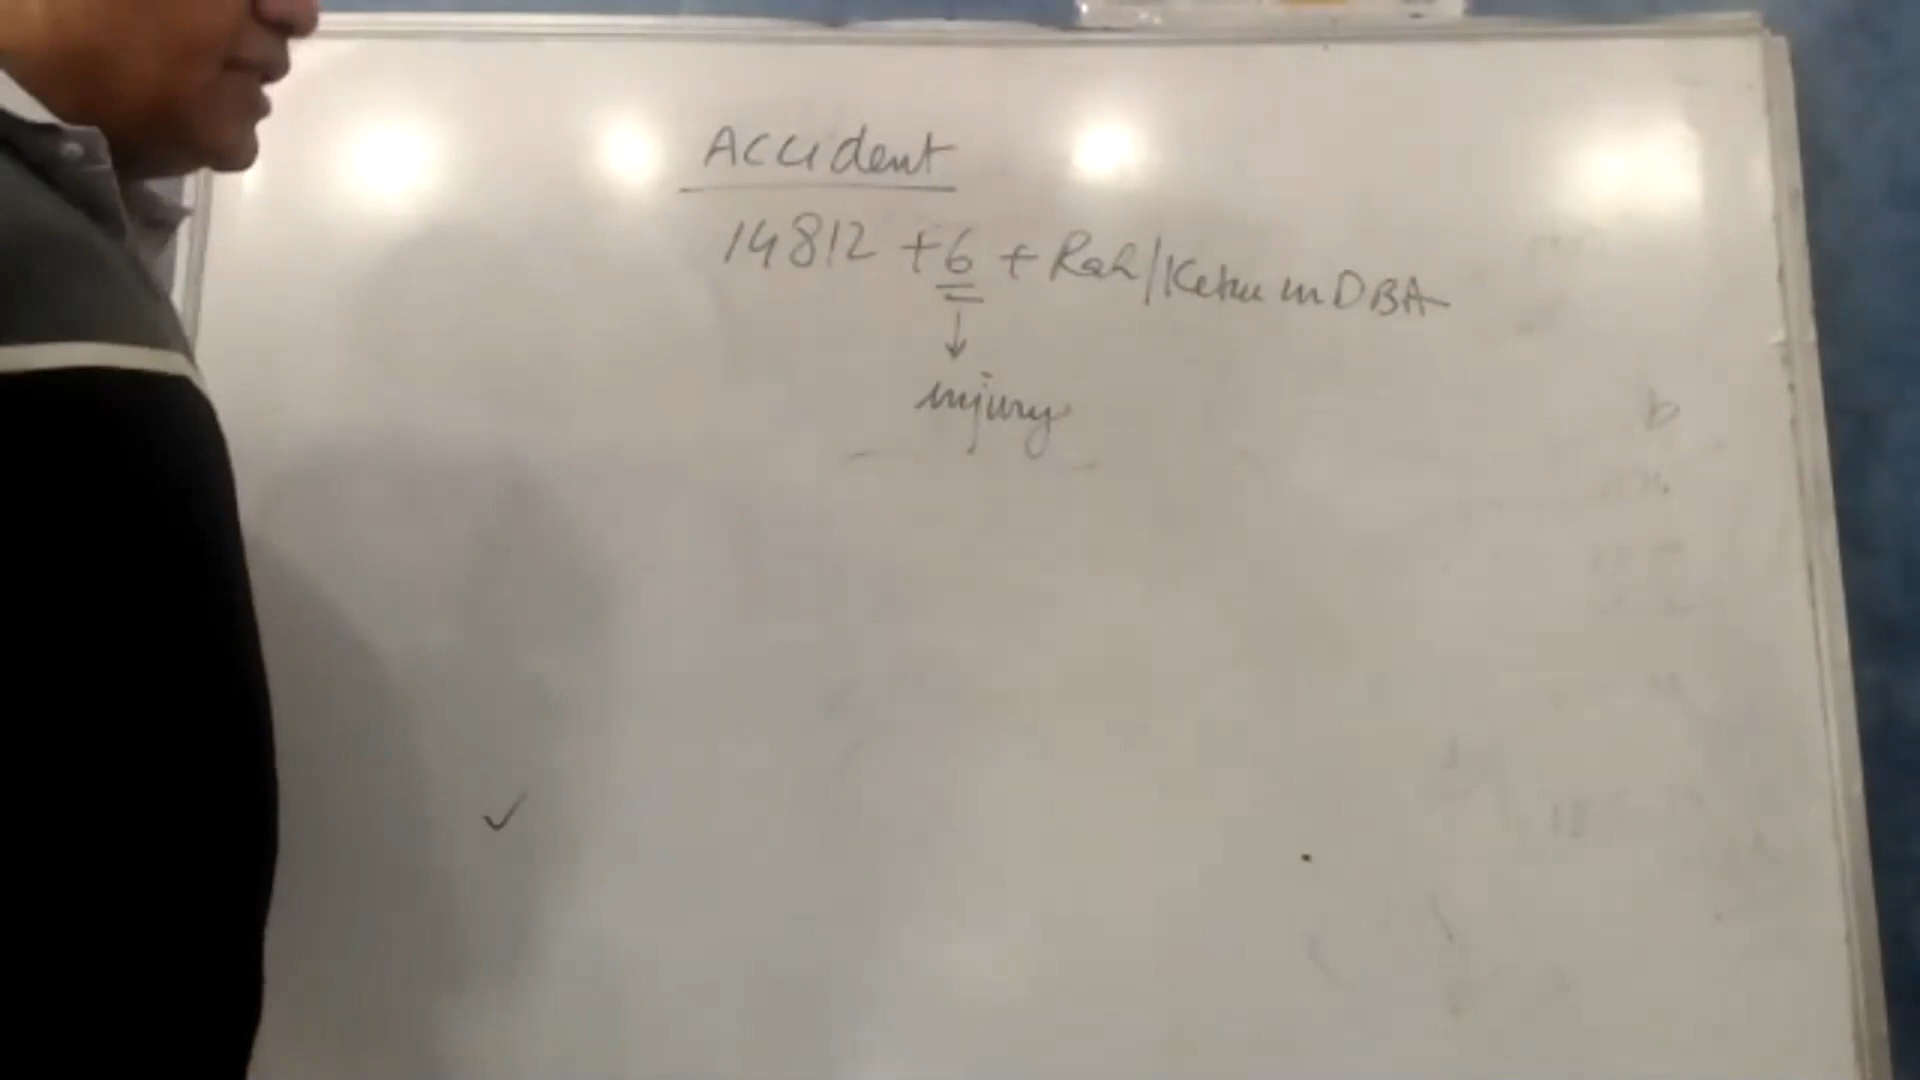 Accident
14812 + 6 + Rah/Ketu in DBA
↓
injury
✓
b